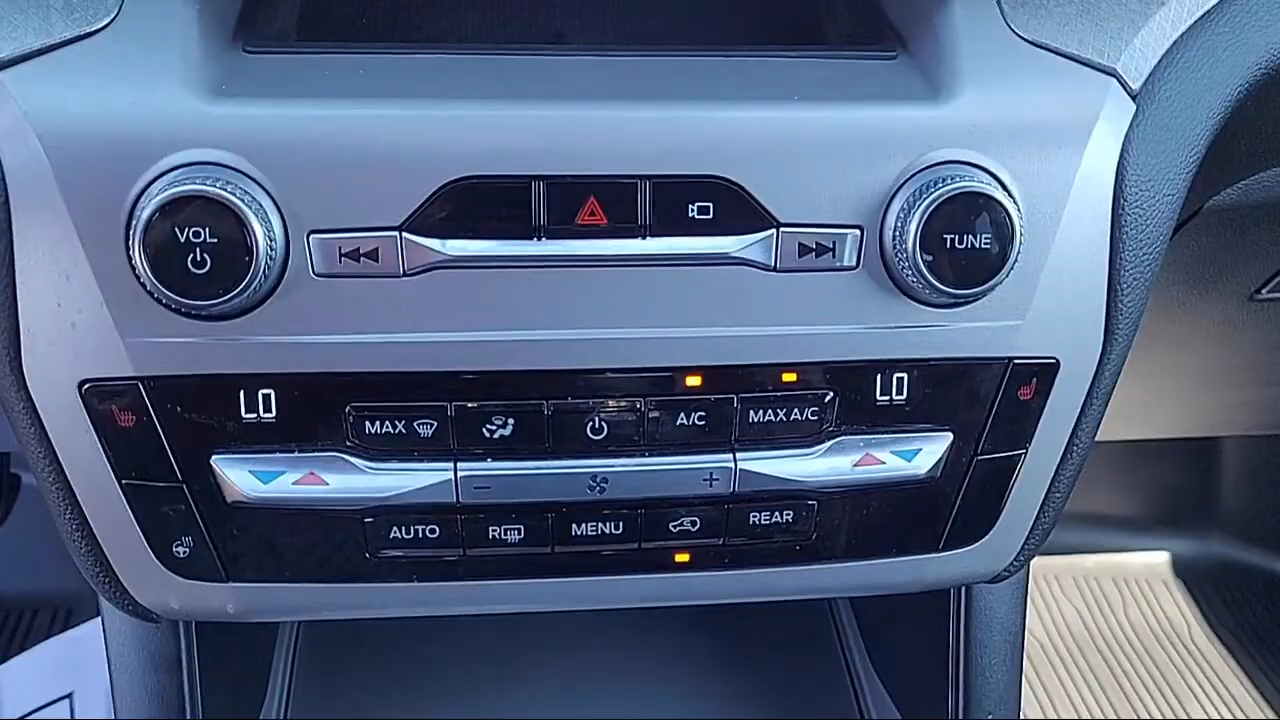 VOL
TUNE
LO
LO
MAX
A/C
MAX A/C
- +
AUTO
R
MENU
REAR